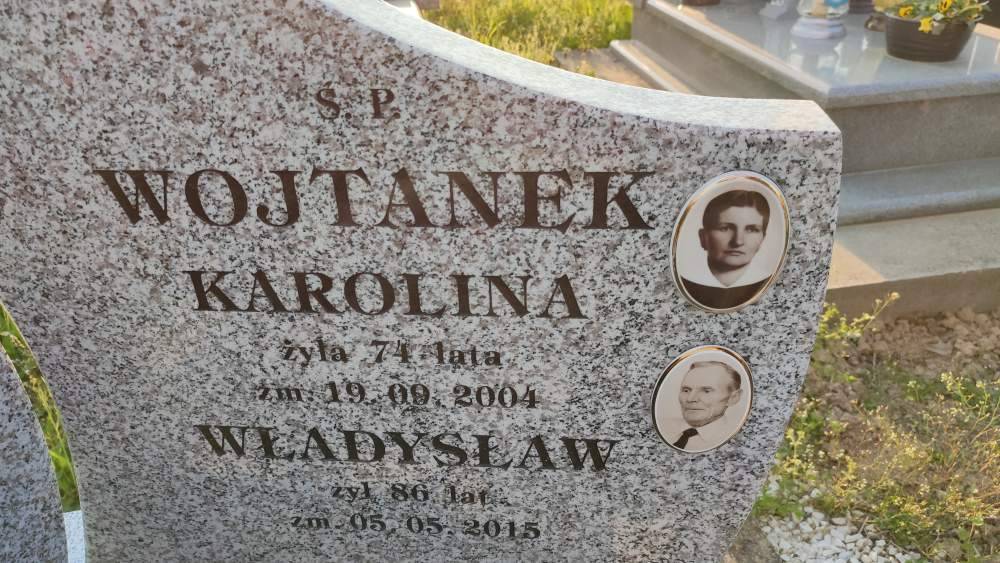 Ś. P.
WOJTANEK
KAROLINA
żyła 74 lata
zm. 19. 09. 2004
WŁADYSŁAW
żył 86 lat
zm. 05. 05. 2015